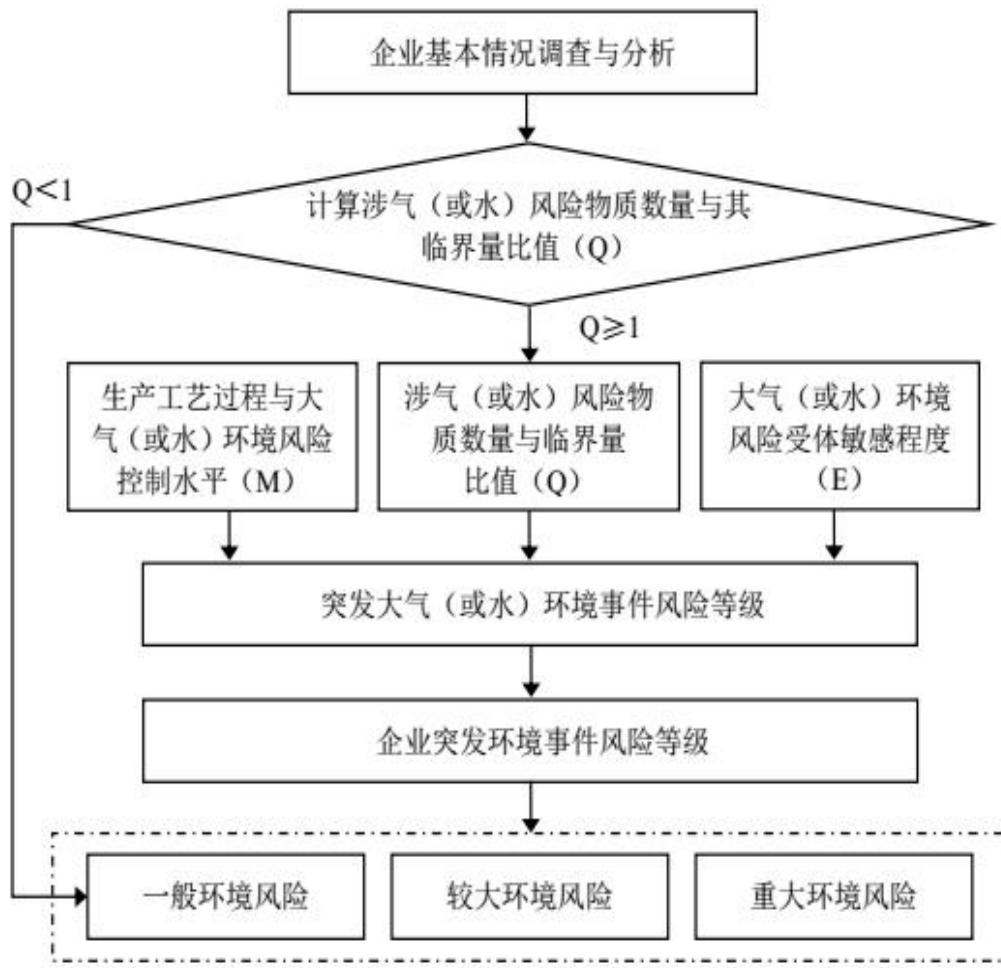 企业基本情况调查与分析
Q<1
计算涉气（或水）风险物质数量与其
临界量比值（Q）
Q≥1
生产工艺过程与大
气（或水）环境风险
控制水平（M）
涉气（或水）风险物
质数量与临界量
比值（Q）
大气（或水）环境
风险受体敏感程度
（E）
突发大气（或水）环境事件风险等级
企业突发环境事件风险等级
一般环境风险
较大环境风险
重大环境风险